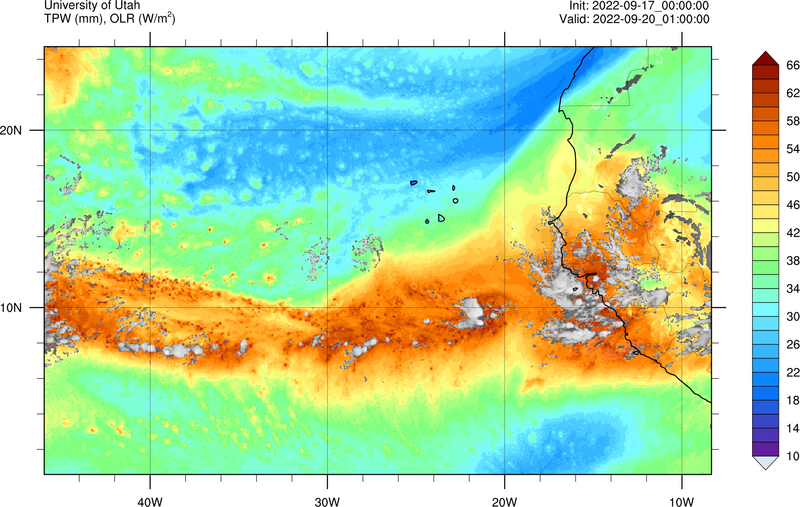 University of Utah
TPW (mm), OLR (W/m²)
Init: 2022-09-17_00:00:00
Valid: 2022-09-20_01:00:00
20N
10N
40W
30W
20W
10W
66
62
58
54
50
46
42
38
34
30
26
22
18
14
10